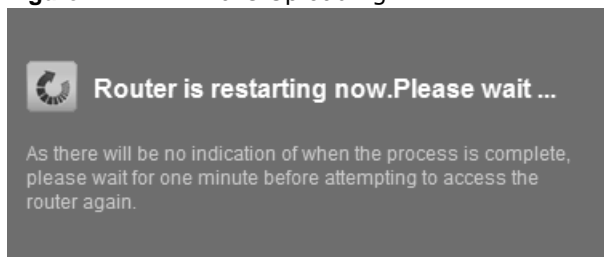 Router is restarting now.Please wait ...
As there will be no indication of when the process is complete,
please wait for one minute before attempting to access the
router again.